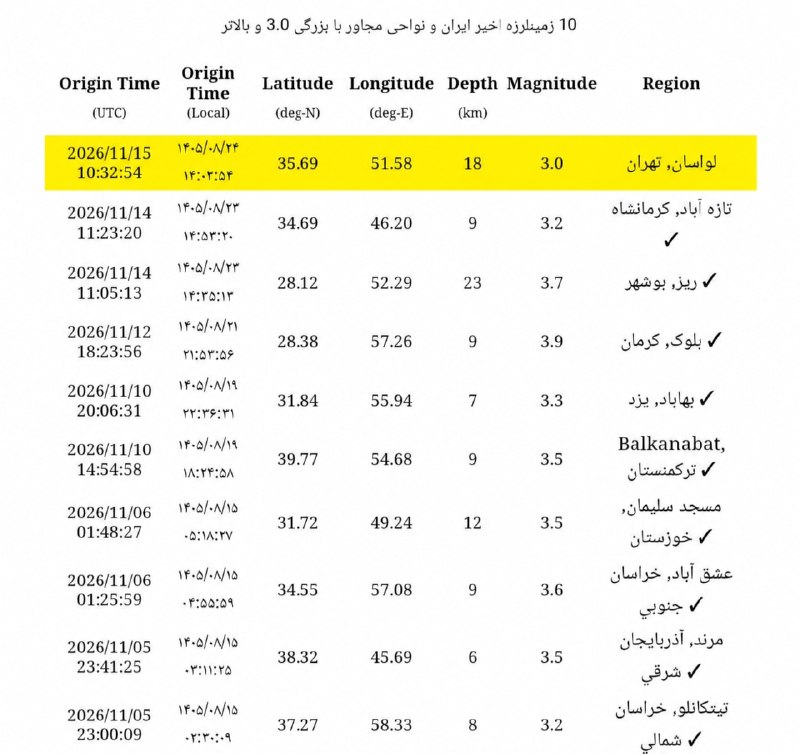 10 زمینلرزه اخیر ایران و نواحی مجاور با بزرگی 3.0 و بالاتر
Origin Time (UTC) Origin Time (Local) Latitude (deg-N) Longitude (deg-E) Depth (km) Magnitude Region
2026/11/15 10:32:54 ۱۴۰۵/۰۸/۲۴ ۱۴:۰۲:۵۴ 35.69 51.58 18 3.0 لواسان, تهران
2026/11/14 11:23:20 ۱۴۰۵/۰۸/۲۳ ۱۴:۵۳:۲۰ 34.69 46.20 9 3.2 تازه آباد, کرمانشاه ✓
2026/11/14 11:05:13 ۱۴۰۵/۰۸/۲۳ ۱۴:۳۵:۱۳ 28.12 52.29 23 3.7 ریز, بوشهر ✓
2026/11/12 18:23:56 ۱۴۰۵/۰۸/۲۱ ۲۱:۵۳:۵۶ 28.38 57.26 9 3.9 بلوک, کرمان ✓
2026/11/10 20:06:31 ۱۴۰۵/۰۸/۱۹ ۲۲:۳۶:۳۱ 31.84 55.94 7 3.3 بهاباد, یزد ✓
2026/11/10 14:54:58 ۱۴۰۵/۰۸/۱۹ ۱۸:۲۴:۵۸ 39.77 54.68 9 3.5 Balkanabat, ترکمنستان ✓
2026/11/06 01:48:27 ۱۴۰۵/۰۸/۱۵ ۰۵:۱۸:۲۷ 31.72 49.24 12 3.5 مسجد سلیمان, خوزستان ✓
2026/11/06 01:25:59 ۱۴۰۵/۰۸/۱۵ ۰۴:۵۵:۵۹ 34.55 57.08 9 3.6 عشق آباد, خراسان جنوبي ✓
2026/11/05 23:41:25 ۱۴۰۵/۰۸/۱۵ ۰۳:۱۱:۲۵ 38.32 45.69 6 3.5 مرند, آذربایجان شرقي ✓
2026/11/05 23:00:09 ۱۴۰۵/۰۸/۱۵ ۰۲:۳۰:۰۹ 37.27 58.33 8 3.2 تیتکانلو, خراسان شمالي ✓